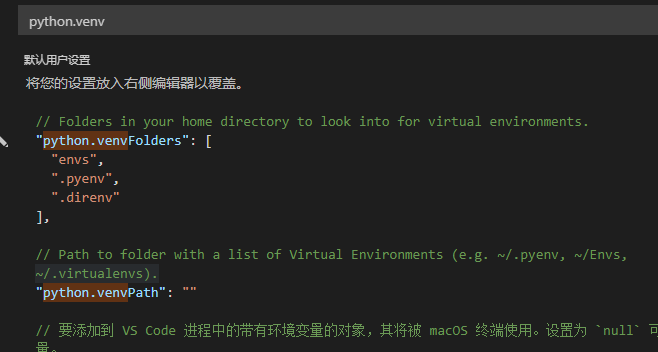 python.venv
默认用户设置
将您的设置放入右侧编辑器以覆盖。
// Folders in your home directory to look into for virtual environments.
"python.venvFolders": [
"envs",
".pyenv",
".direnv"
],
// Path to folder with a list of Virtual Environments (e.g. ~/.pyenv, ~/Envs,
~/.virtualenvs).
"python.venvPath": ""
// 要添加到 VS Code 进程中的带有环境变量的对象，其将被 macOS 终端使用。设置为 `null` 可
量。